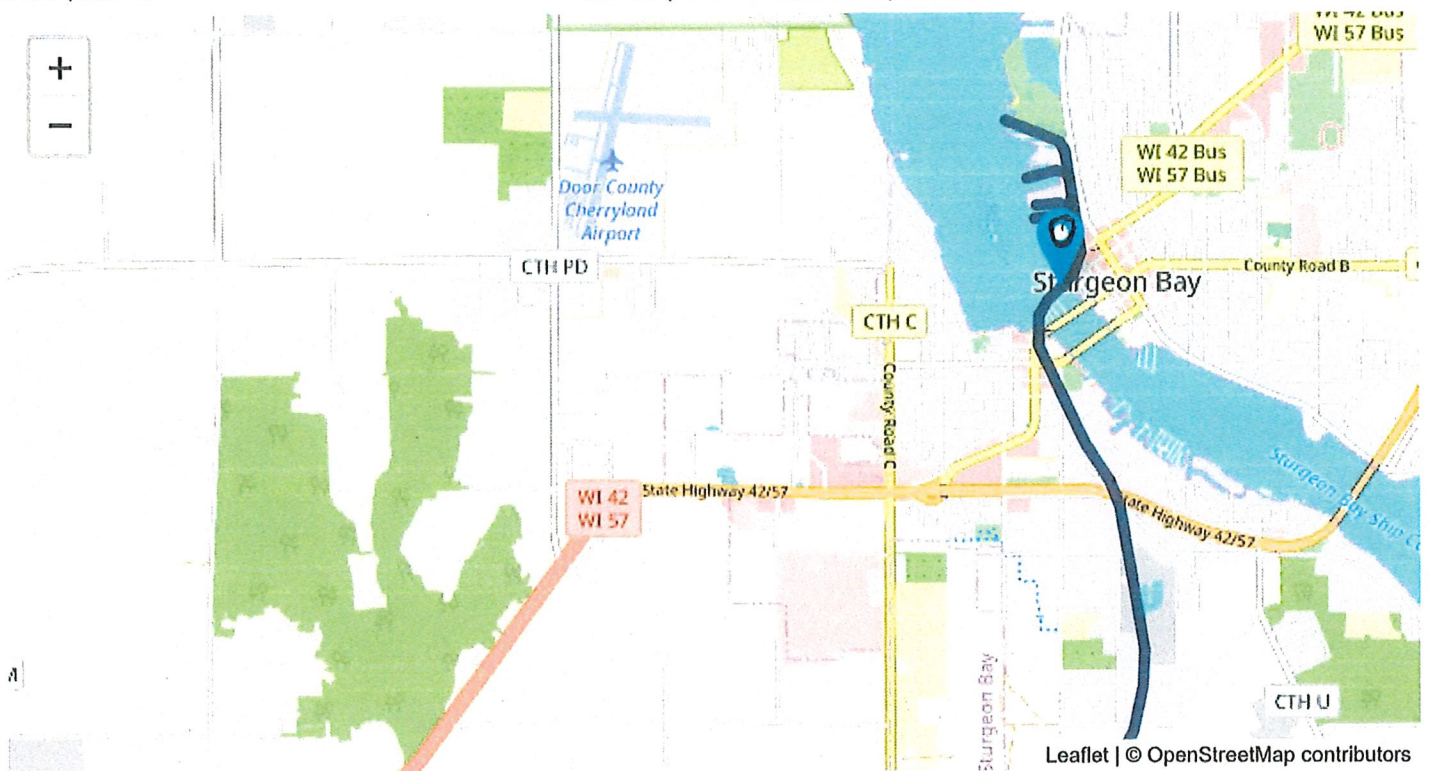 +
WI 42 Bus
WI 57 Bus
−
WI 42 Bus
WI 57 Bus
Door County
Cherryland
Airport
CTH PD
County Road B
Sturgeon Bay
CTH C
County Road C
WI 42
WI 57
State Highway 42/57
State Highway 42/57
Sturgeon Bay Ship
Sturgeon Bay
CTH U
Leaflet | © OpenStreetMap contributors